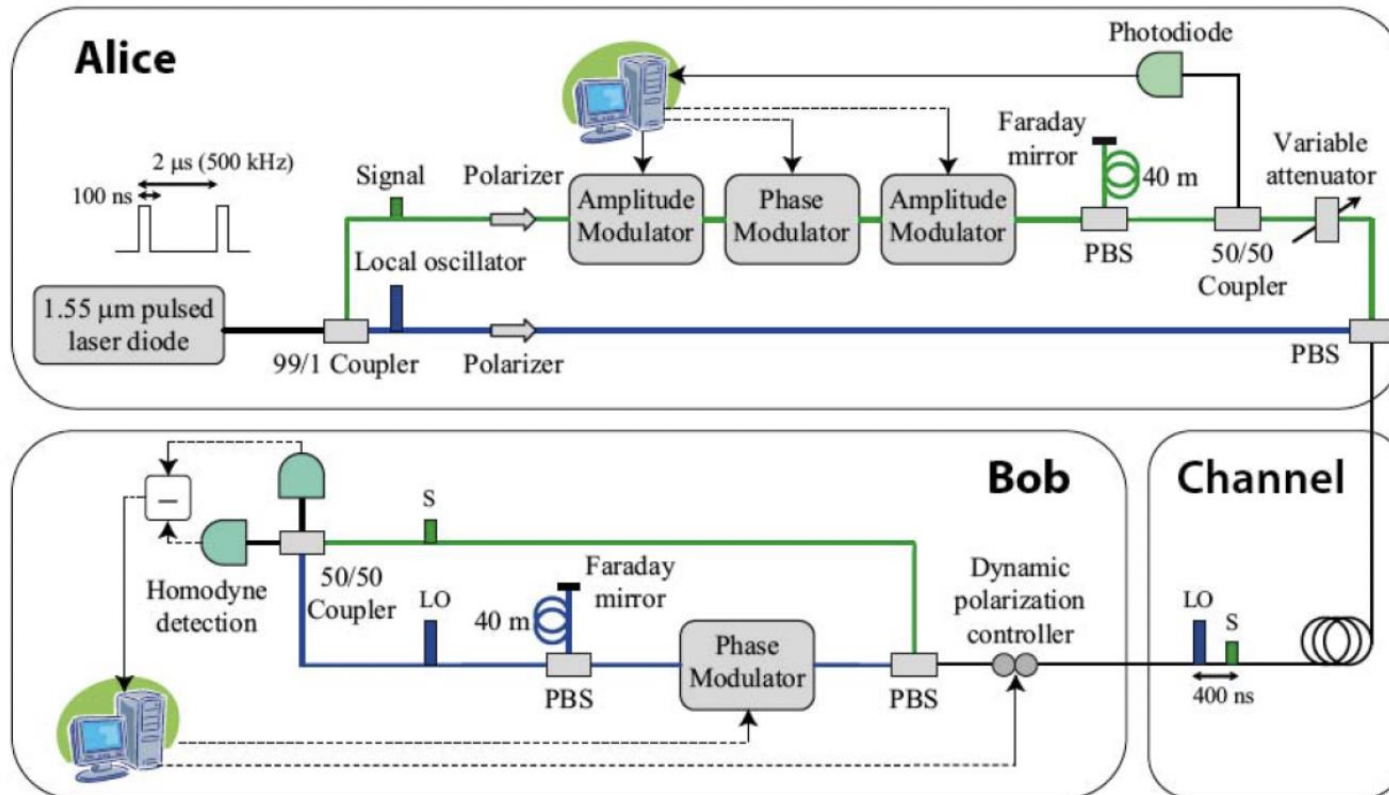 Alice
Photodiode
2 μs (500 kHz)
100 ns
Signal
Polarizer
Amplitude
Modulator
Phase
Modulator
Amplitude
Modulator
Faraday
mirror
40 m
Variable
attenuator
PBS
50/50
Coupler
Local oscillator
1.55 μm pulsed
laser diode
99/1 Coupler
Polarizer
PBS
Bob
Channel
–
S
Homodyne
detection
50/50
Coupler
LO
40 m
Faraday
mirror
Phase
Modulator
PBS
PBS
Dynamic
polarization
controller
LO
S
400 ns